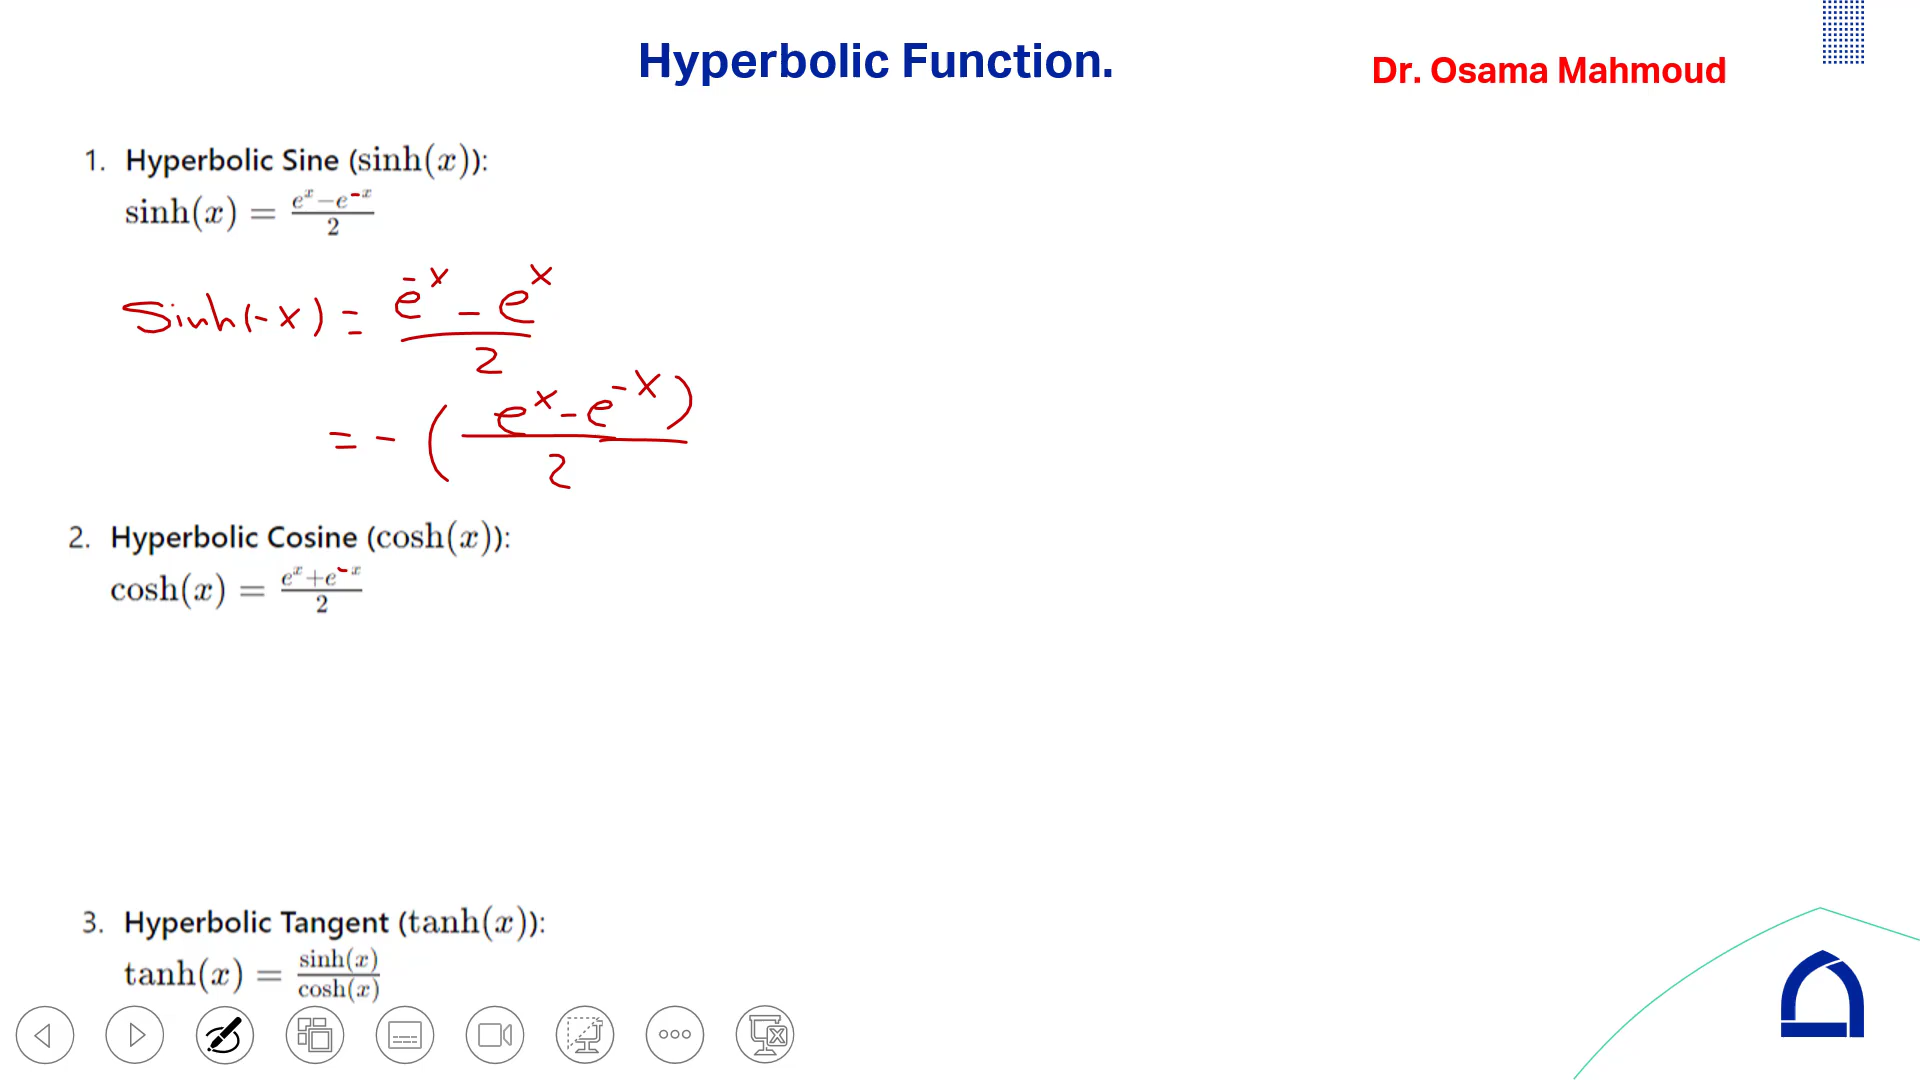 Hyperbolic Function.
Dr. Osama Mahmoud
1. Hyperbolic Sine (sinh(x)):
sinh(x) = (e^x − e^−x)/2
Sinh(-x) = (e^-x - e^x)/2
= - ((e^x - e^-x)/2)
2. Hyperbolic Cosine (cosh(x)):
cosh(x) = (e^x + e^-x)/2
3. Hyperbolic Tangent (tanh(x)):
tanh(x) = sinh(x)/cosh(x)